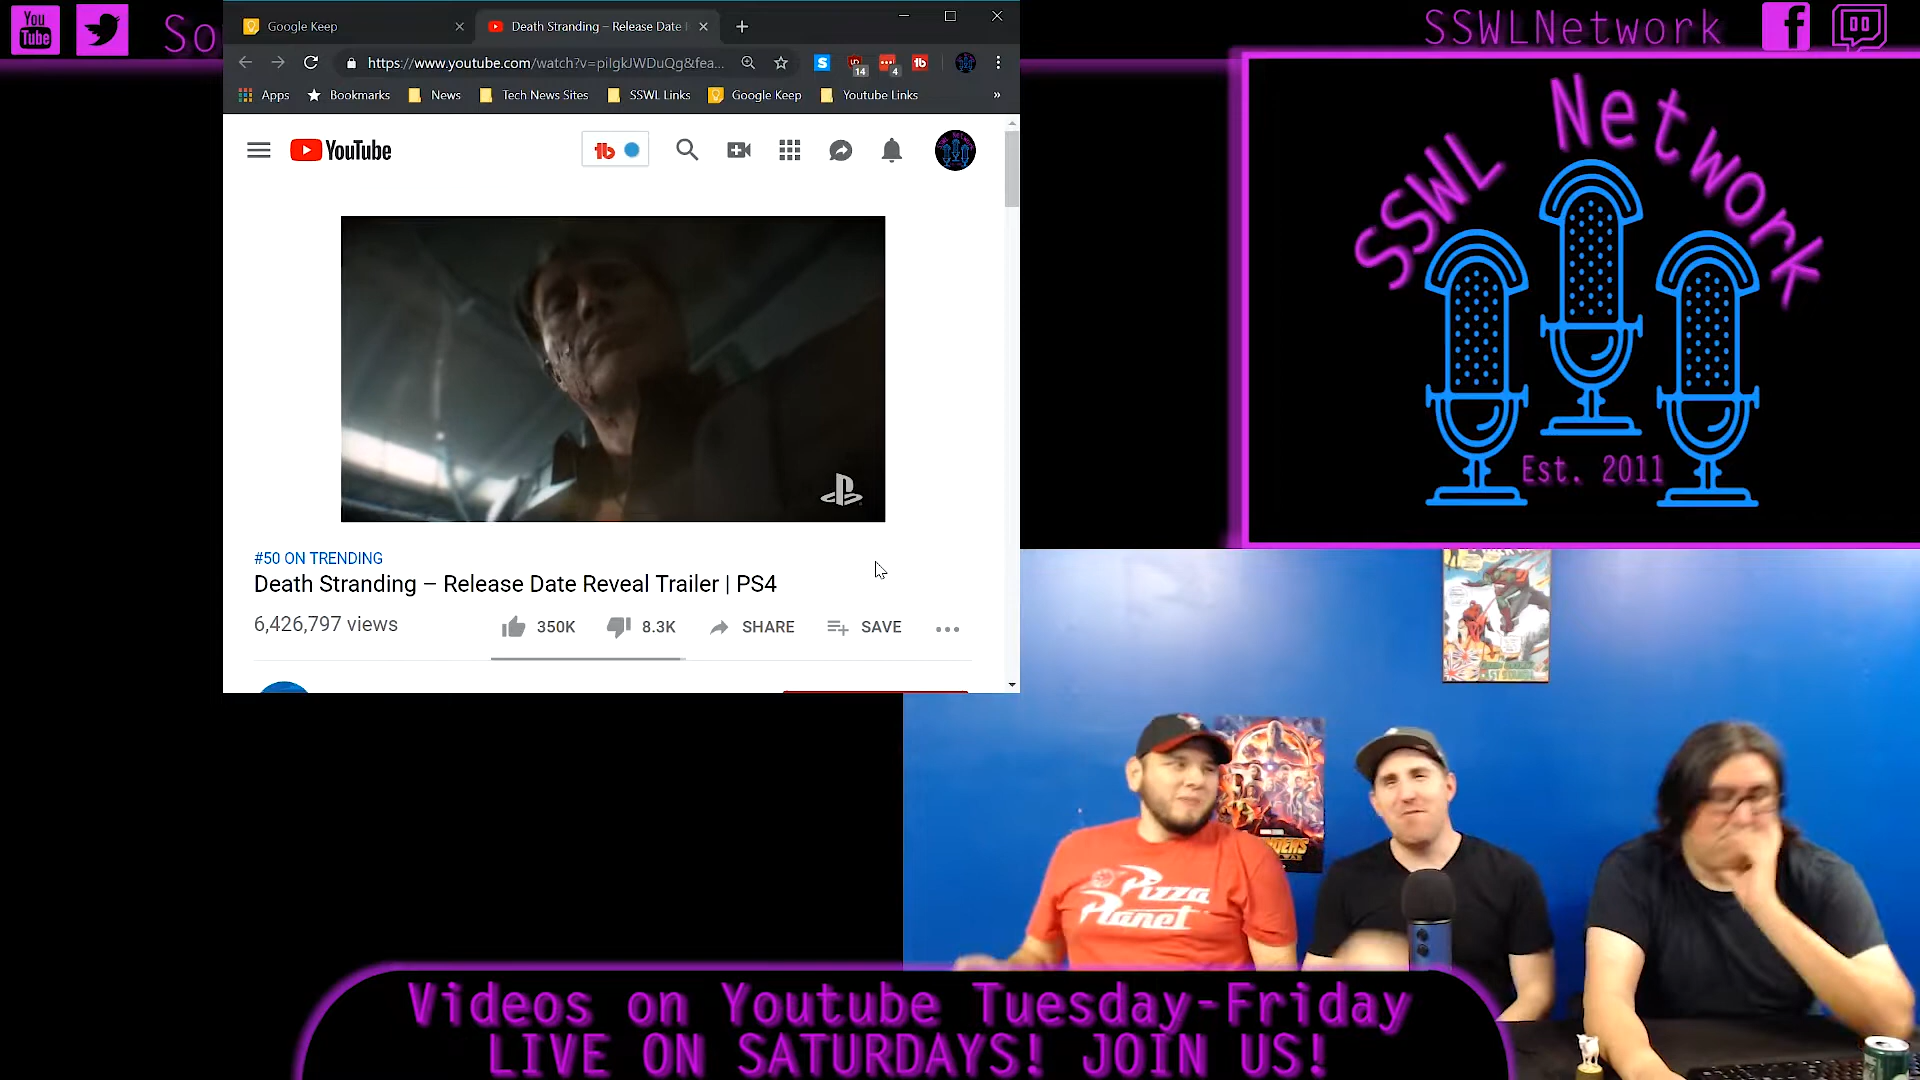 You
Tube
So
SSWLNetwork
Google Keep
Death Stranding – Release Date
https://www.youtube.com/watch?v=piIgkJWDuQg&fea...
14
4
Apps
Bookmarks
News
Tech News Sites
SSWL Links
Google Keep
Youtube Links
»
YouTube
#50 ON TRENDING
Death Stranding – Release Date Reveal Trailer | PS4
6,426,797 views
350K
8.3K
SHARE
SAVE
SSWL Network
Est. 2011
Pizza
Planet
Videos on Youtube Tuesday-Friday
LIVE ON SATURDAYS! JOIN US!